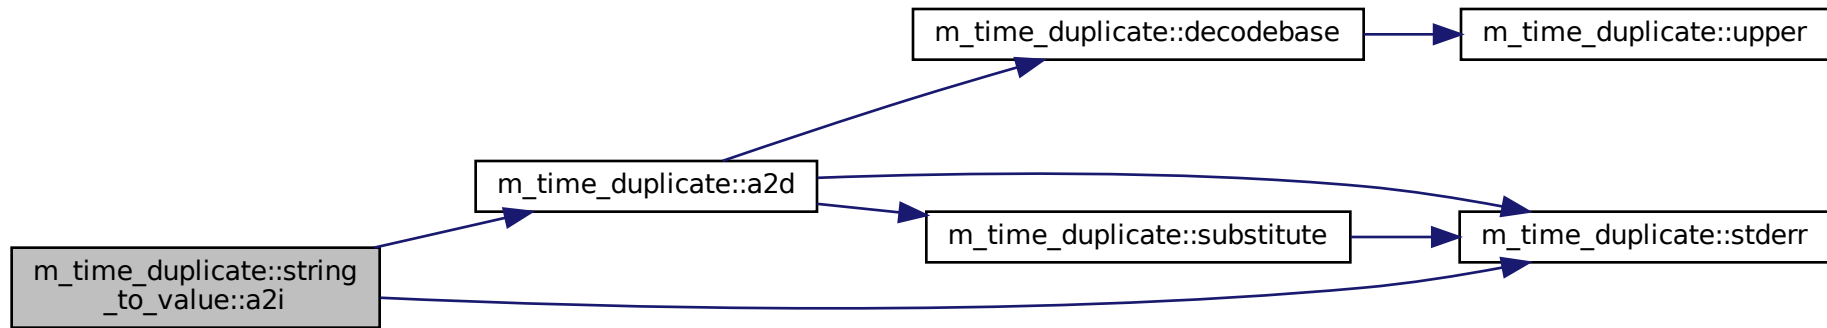 m_time_duplicate::decodebase
m_time_duplicate::upper
m_time_duplicate::a2d
m_time_duplicate::substitute
m_time_duplicate::stderr
m_time_duplicate::string
_to_value::a2i